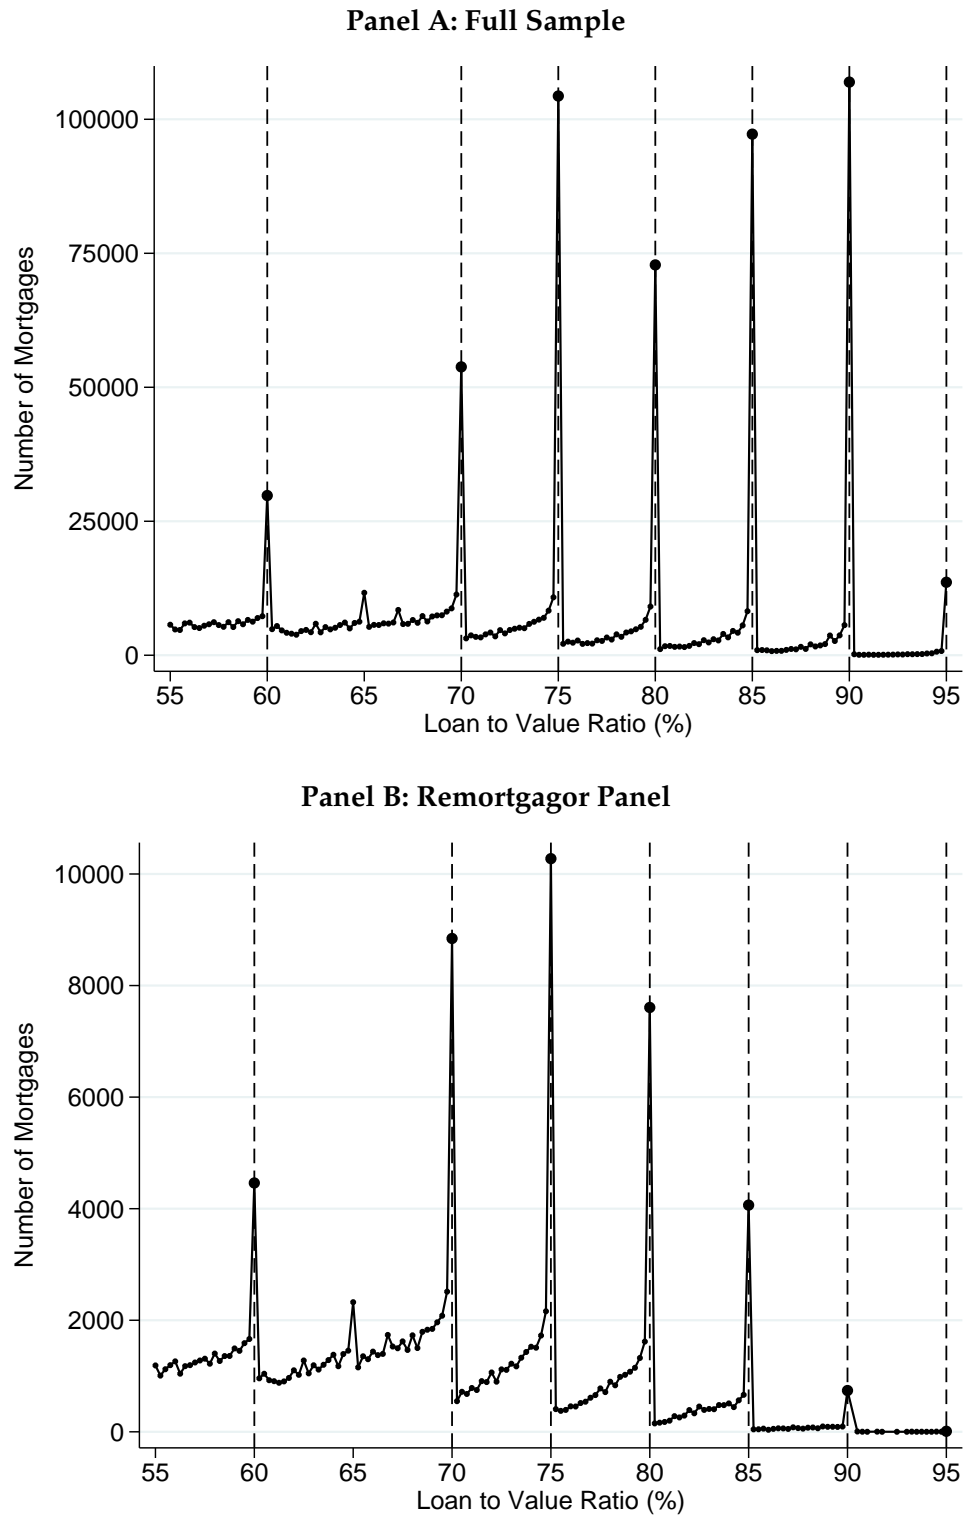 Panel A: Full Sample
Number of Mortgages
100000
75000
50000
25000
0
55 60 65 70 75 80 85 90 95
Loan to Value Ratio (%)
Panel B: Remortgagor Panel
Number of Mortgages
10000
8000
6000
4000
2000
0
55 60 65 70 75 80 85 90 95
Loan to Value Ratio (%)